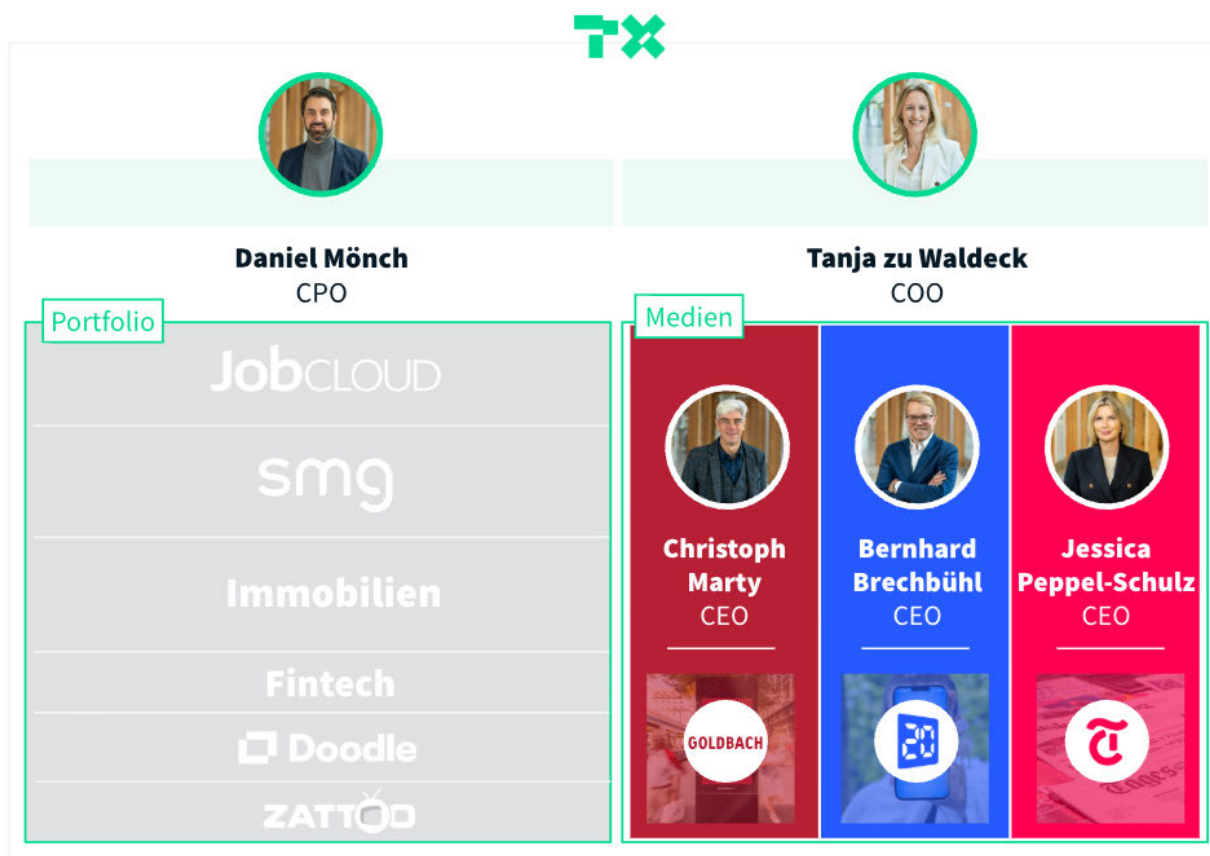 TX
Daniel Mönch
CPO
Tanja zu Waldeck
COO
Portfolio
JobCLOUD
smg
Immobilien
Fintech
Doodle
ZATTOO
Medien
Christoph
Marty
CEO
GOLDBACH
Bernhard
Brechbühl
CEO
20
Jessica
Peppel-Schulz
CEO
T
Tages